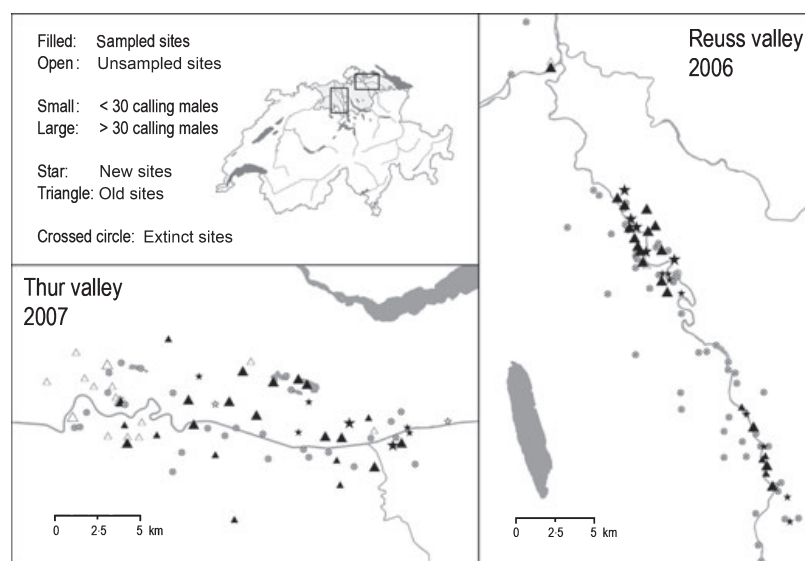 Filled: Sampled sites
Open: Unsampled sites
Small: < 30 calling males
Large: > 30 calling males
Star: New sites
Triangle: Old sites
Crossed circle: Extinct sites
Thur valley
2007
0 2·5 5 km
Reuss valley
2006
0 2·5 5 km